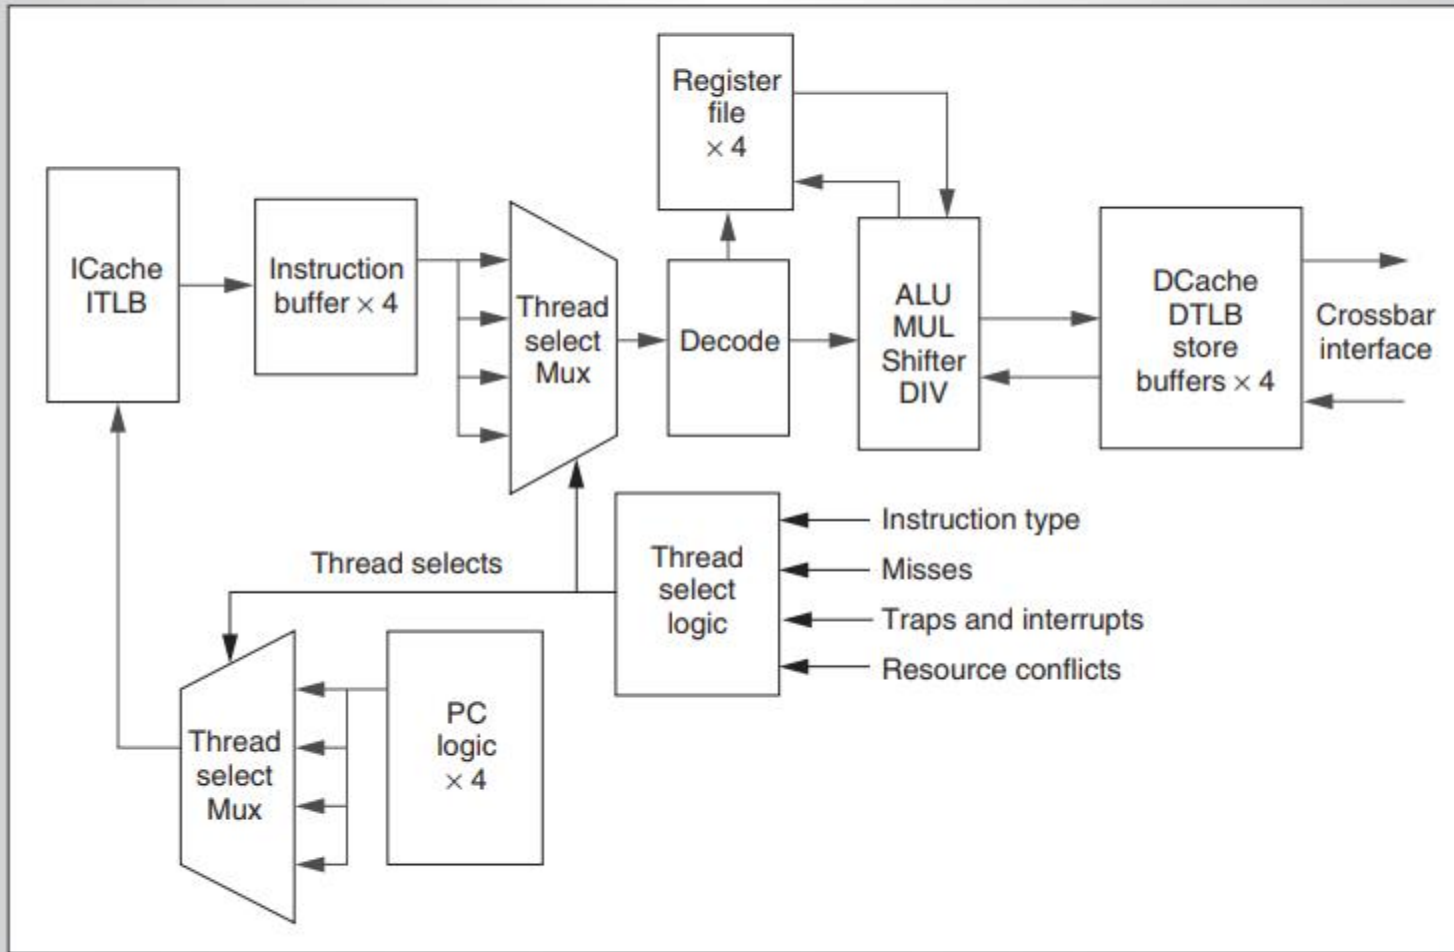 Register
file
× 4
ICache
ITLB
Instruction
buffer × 4
Thread
select
Mux
Decode
ALU
MUL
Shifter
DIV
DCache
DTLB
store
buffers × 4
Crossbar
interface
Thread selects
Thread
select
logic
Instruction type
Misses
Traps and interrupts
Resource conflicts
Thread
select
Mux
PC
logic
× 4